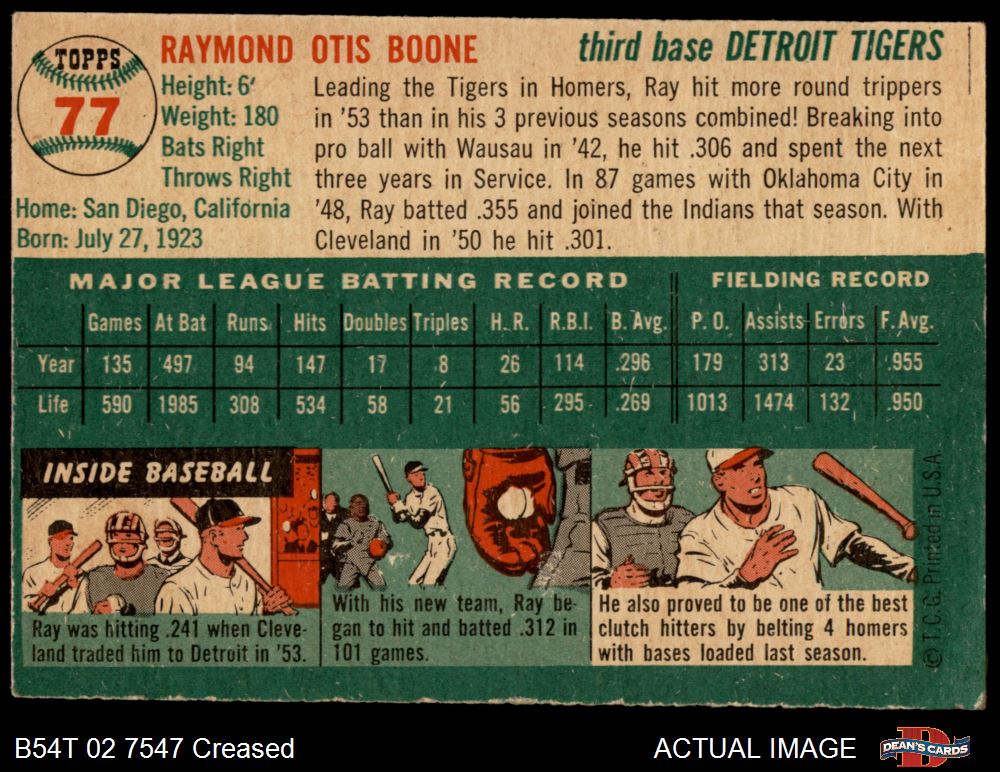 TOPPS
77
RAYMOND OTIS BOONE
third base DETROIT TIGERS
Height: 6'
Weight: 180
Bats Right
Throws Right
Home: San Diego, California
Born: July 27, 1923
Leading the Tigers in Homers, Ray hit more round trippers
in '53 than in his 3 previous seasons combined! Breaking into
pro ball with Wausau in '42, he hit .306 and spent the next
three years in Service. In 87 games with Oklahoma City in
'48, Ray batted .355 and joined the Indians that season. With
Cleveland in '50 he hit .301.
MAJOR LEAGUE BATTING RECORD FIELDING RECORD
Games At Bat Runs Hits Doubles Triples H.R. R.B.I. B. Avg. P.O. Assists Errors F. Avg.
Year 135 497 94 147 17 8 26 114 .296 179 313 23 .955
Life 590 1985 308 534 58 21 56 295 .269 1013 1474 132 .950
INSIDE BASEBALL
Ray was hitting .241 when Cleve-
land traded him to Detroit in '53.
With his new team, Ray be-
gan to hit and batted .312 in
101 games.
He also proved to be one of the best
clutch hitters by belting 4 homers
with bases loaded last season.
© T.C.G. Printed in U.S.A.
B54T 02 7547 Creased
ACTUAL IMAGE
DEAN'S CARDS